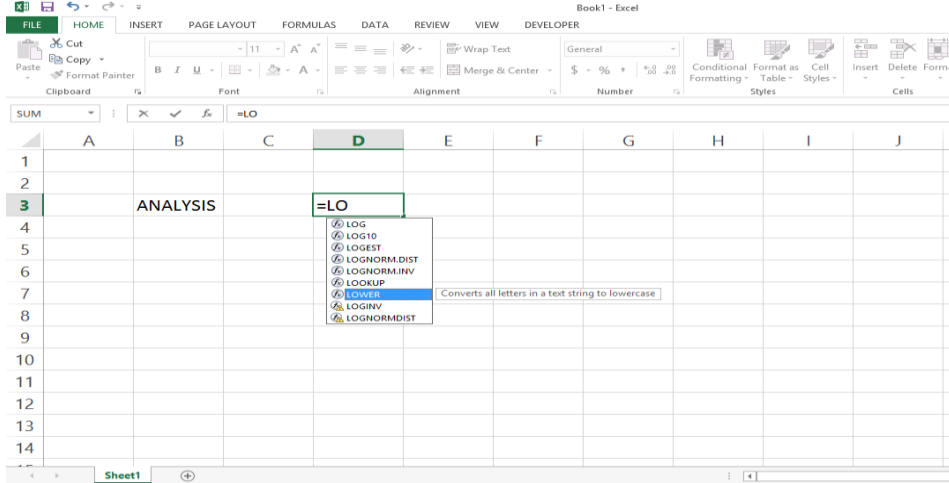 Book1 - Excel
FILE HOME INSERT PAGE LAYOUT FORMULAS DATA REVIEW VIEW DEVELOPER
Cut
Copy
Format Painter
Paste
11 A A Wrap Text General
B I U A Merge & Center $ % , .0 .00
Conditional Formatting Format as Table Cell Styles Insert Delete Form
Clipboard Font Alignment Number Styles Cells
SUM fx =LO
A B C D E F G H I J
1
2
3 ANALYSIS =LO
4 LOG
LOG10
5 LOGEST
LOGNORM.DIST
6 LOGNORM.INV
LOOKUP
7 LOWER Converts all letters in a text string to lowercase
LOGINV
8 LOGNORMDIST
9
10
11
12
13
14
Sheet1